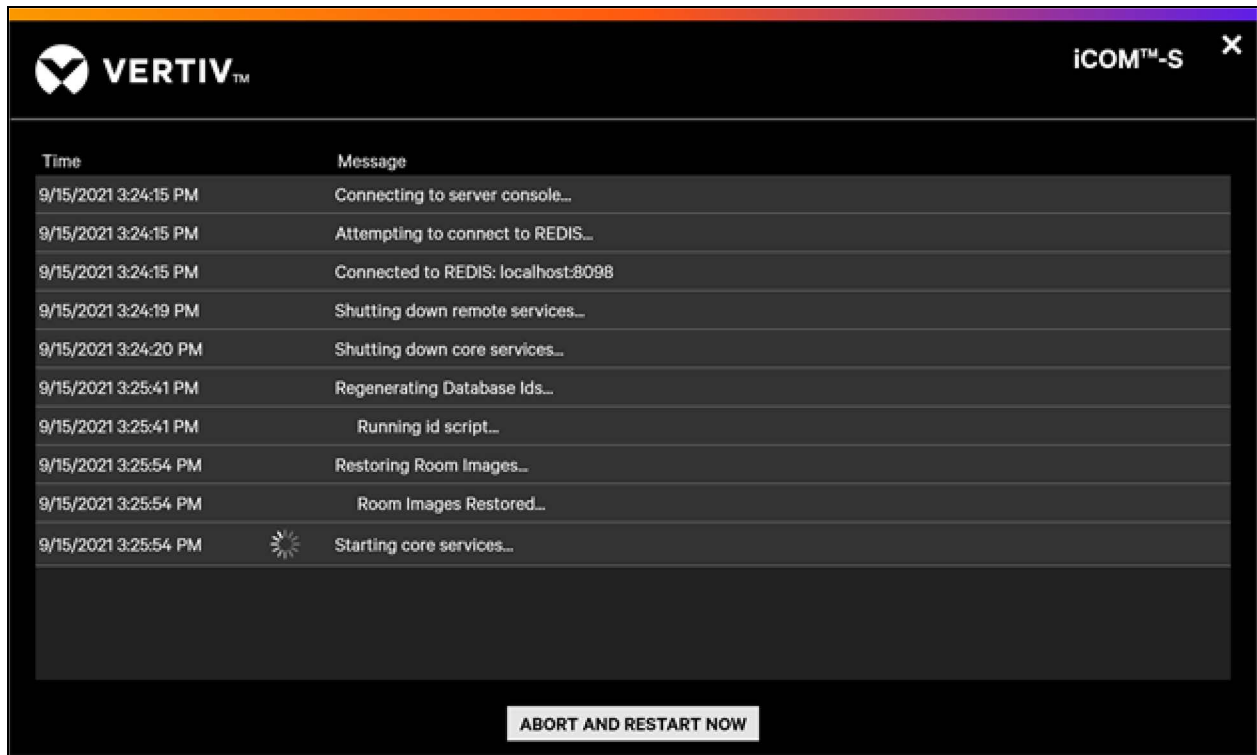 VERTIV™
iCOM™-S
Time Message
9/15/2021 3:24:15 PM Connecting to server console...
9/15/2021 3:24:15 PM Attempting to connect to REDIS...
9/15/2021 3:24:15 PM Connected to REDIS: localhost:8098
9/15/2021 3:24:19 PM Shutting down remote services...
9/15/2021 3:24:20 PM Shutting down core services...
9/15/2021 3:25:41 PM Regenerating Database Ids...
9/15/2021 3:25:41 PM Running id script...
9/15/2021 3:25:54 PM Restoring Room Images...
9/15/2021 3:25:54 PM Room Images Restored...
9/15/2021 3:25:54 PM Starting core services...
ABORT AND RESTART NOW